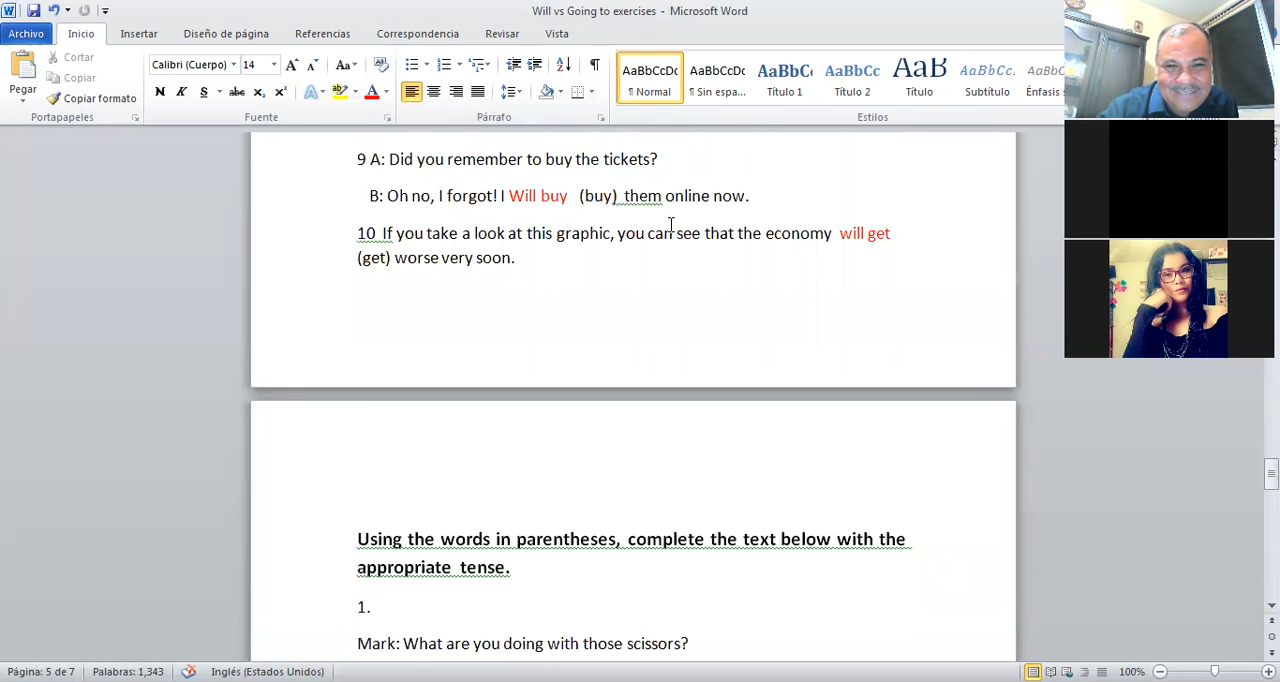 Will vs Going to exercises - Microsoft Word
Archivo Inicio Insertar Diseño de página Referencias Correspondencia Revisar Vista
Pegar
Cortar
Copiar
Copiar formato
Portapapeles
Calibri (Cuerpo) 14
N K S abc x₂ x²
Fuente
Párrafo
AaBbCcDc AaBbCcDc AaBbC( AaBbCc AaB AaBbCc. AaBbCc
¶ Normal ¶ Sin espa... Título 1 Título 2 Título Subtítulo Énfasis
Estilos
9 A: Did you remember to buy the tickets?
B: Oh no, I forgot! I Will buy (buy) them online now.
10 If you take a look at this graphic, you can see that the economy will get
(get) worse very soon.
Using the words in parentheses, complete the text below with the
appropriate tense.
1.
Mark: What are you doing with those scissors?
Página: 5 de 7 Palabras: 1,343 Inglés (Estados Unidos) 100%